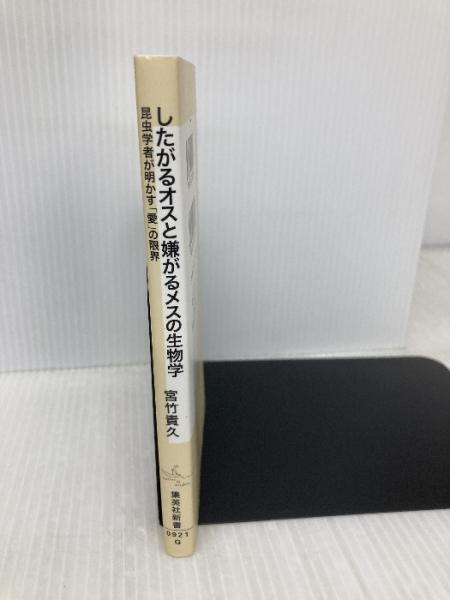 したがるオスと嫌がるメスの生物学
昆虫学者が明かす「愛」の限界
宮竹貴久
集英社新書
0921
G